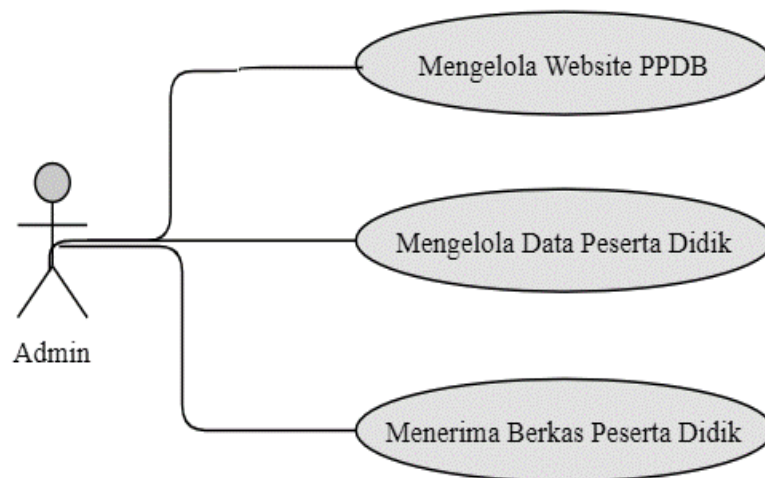 Mengelola Website PPDB
Mengelola Data Peserta Didik
Admin
Menerima Berkas Peserta Didik